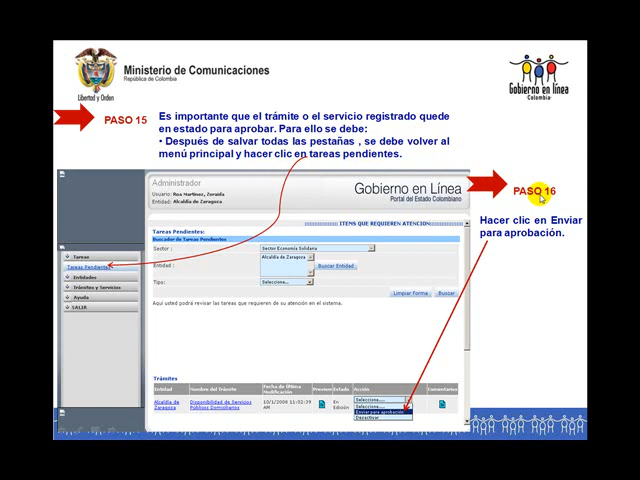 Ministerio de Comunicaciones
República de Colombia
Libertad y Orden
Gobierno en línea
Colombia
PASO 15
Es importante que el trámite o el servicio registrado quede
en estado para aprobar. Para ello se debe:
• Después de salvar todas las pestañas , se debe volver al
menú principal y hacer clic en tareas pendientes.
PASO 16
Hacer clic en Enviar
para aprobación.
Administrador
Usuario: Roa Martínez, Zoraida
Entidad: Alcaldía de Zaragoza
Gobierno en Línea
Portal del Estado Colombiano
ITENS QUE REQUIEREN ATENCION:
Tareas Pendientes:
Buscador de Tareas Pendientes
Sector :
Sector Economía Solidaria
Entidad :
Alcaldía de Zaragoza
Buscar Entidad
Tipo:
Seleccione...
Limpiar Forma
Buscar
Aquí usted podrá revisar las tareas que requieren de su atención en el sistema.
Tareas
Tareas Pendientes
Entidades
Trámites y Servicios
Ayuda
SALIR
Trámites
Entidad
Nombre del Trámite
Fecha de Última
Modificación
Preview
Estado
Acción
Comentarios
Alcaldía de
Zaragoza
Disponibilidad de Servicios
Públicos Domiciliarios
10/1/2008 11:02:39
AM
En
Edición
Seleccione...
Seleccione...
Enviar para aprobación
Desactivar